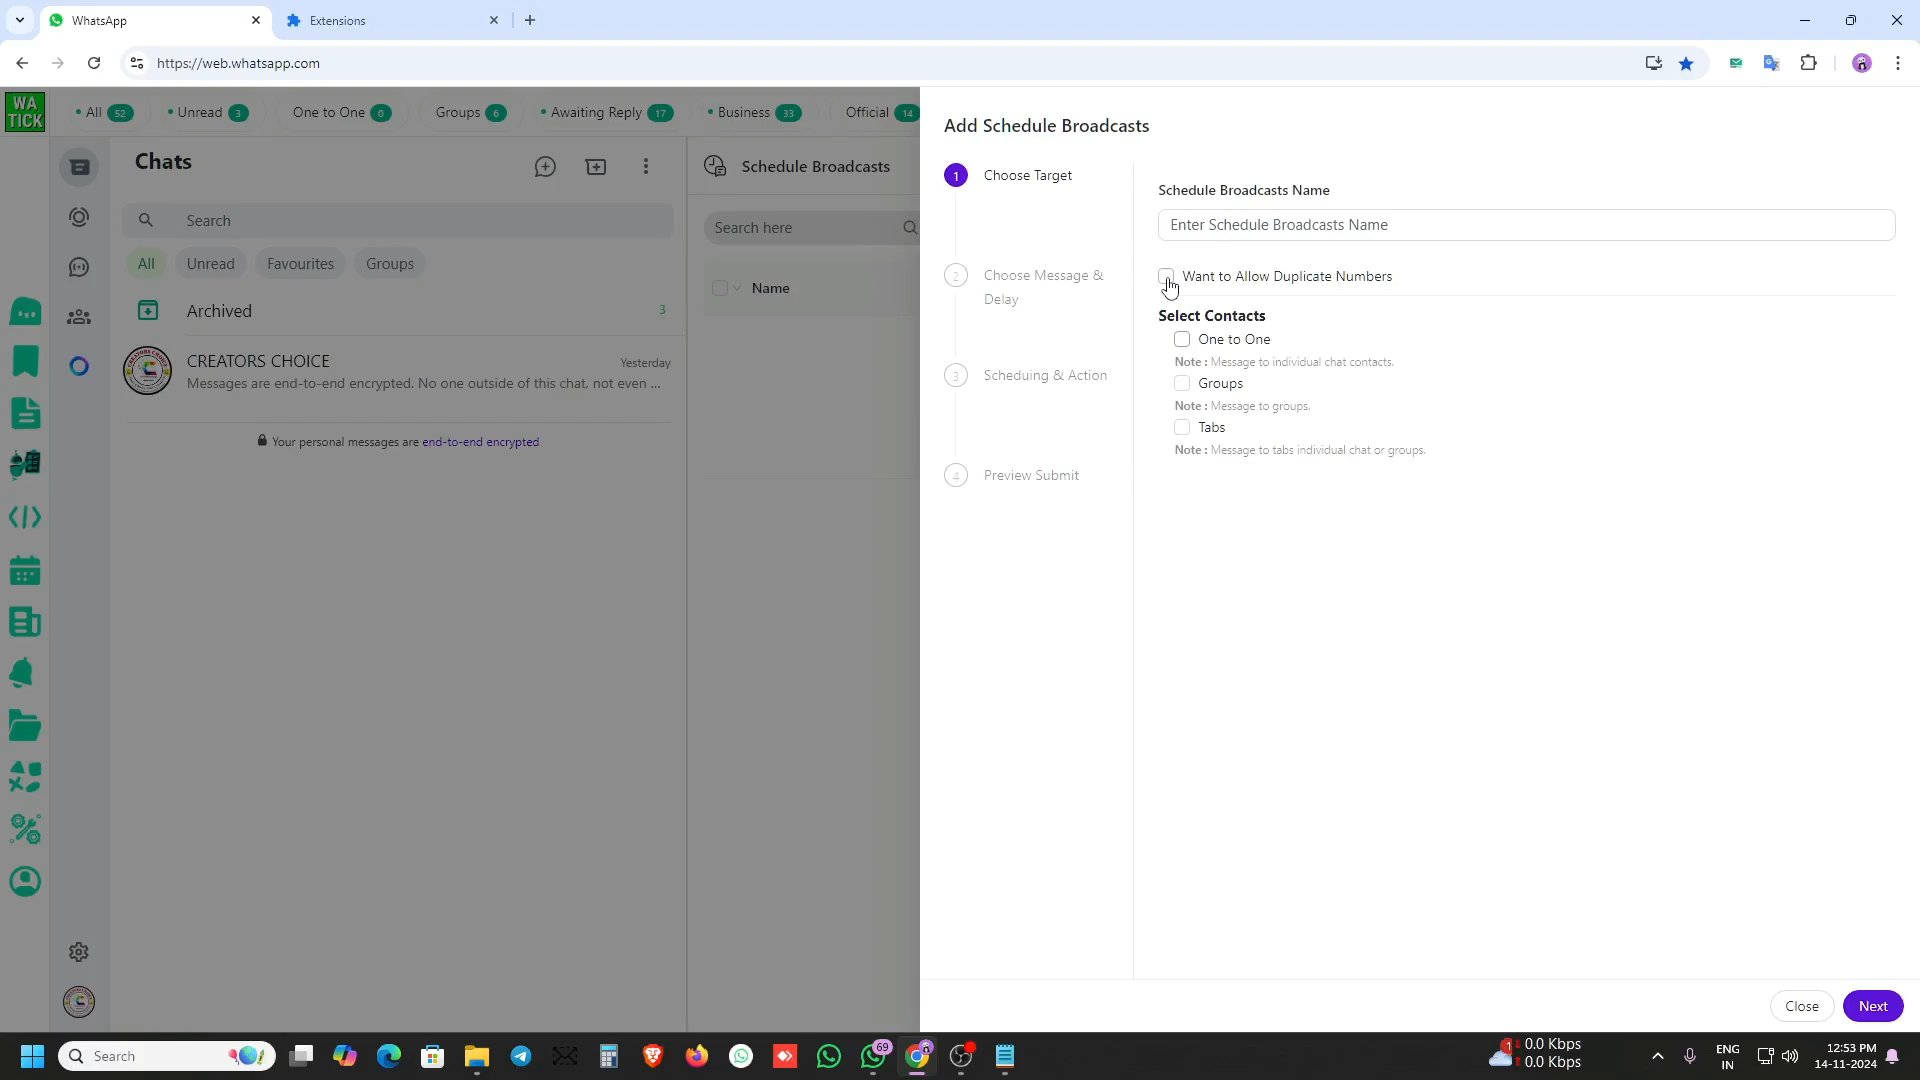 WhatsApp
Extensions
https://web.whatsapp.com
WA
TICK
All 52
Unread 3
One to One 0
Groups 6
Awaiting Reply 17
Business 33
Official 14
Chats
Search
All
Unread
Favourites
Groups
Archived
3
CREATORS CHOICE
Yesterday
Messages are end-to-end encrypted. No one outside of this chat, not even ...
Your personal messages are end-to-end encrypted
Schedule Broadcasts
Search here
Name
Add Schedule Broadcasts
1 Choose Target
2 Choose Message &
Delay
3 Scheduing & Action
4 Preview Submit
Schedule Broadcasts Name
Enter Schedule Broadcasts Name
Want to Allow Duplicate Numbers
Select Contacts
One to One
Note : Message to individual chat contacts.
Groups
Note : Message to groups.
Tabs
Note : Message to tabs individual chat or groups.
Close
Next
Search
69
1
0.0 Kbps
0.0 Kbps
ENG
IN
12:53 PM
14-11-2024